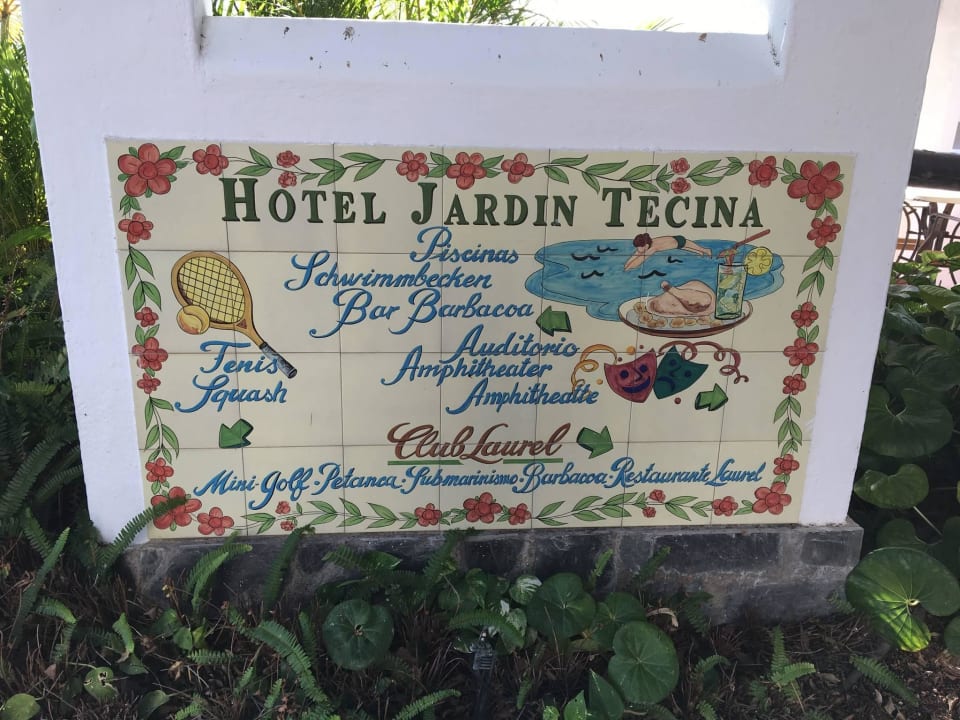 HOTEL JARDIN TECINA
Piscinas
Schwimmbecken
Bar Barbacoa
Tenis
Squash
Auditorio
Amphitheater
Amphitheatte
Club Laurel
Mini-Golf-Petanca-Submarinismo-Barbacoa-Restaurante Laurel